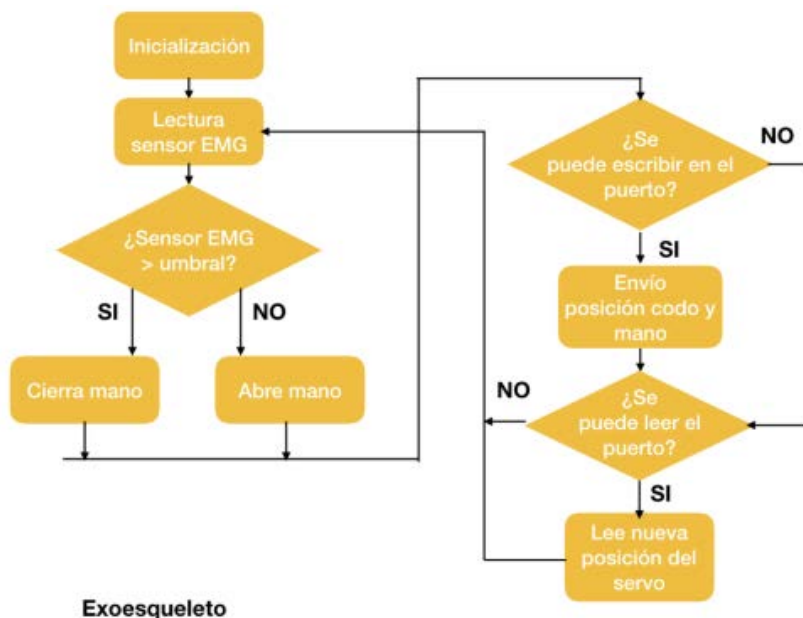 Inicialización
Lectura
sensor EMG
¿Sensor EMG
> umbral?
SI
NO
Cierra mano
Abre mano
¿Se
puede escribir en el
puerto?
NO
SI
Envío
posición codo y
mano
¿Se
puede leer el
puerto?
NO
SI
Lee nueva
posición del
servo
Exoesqueleto